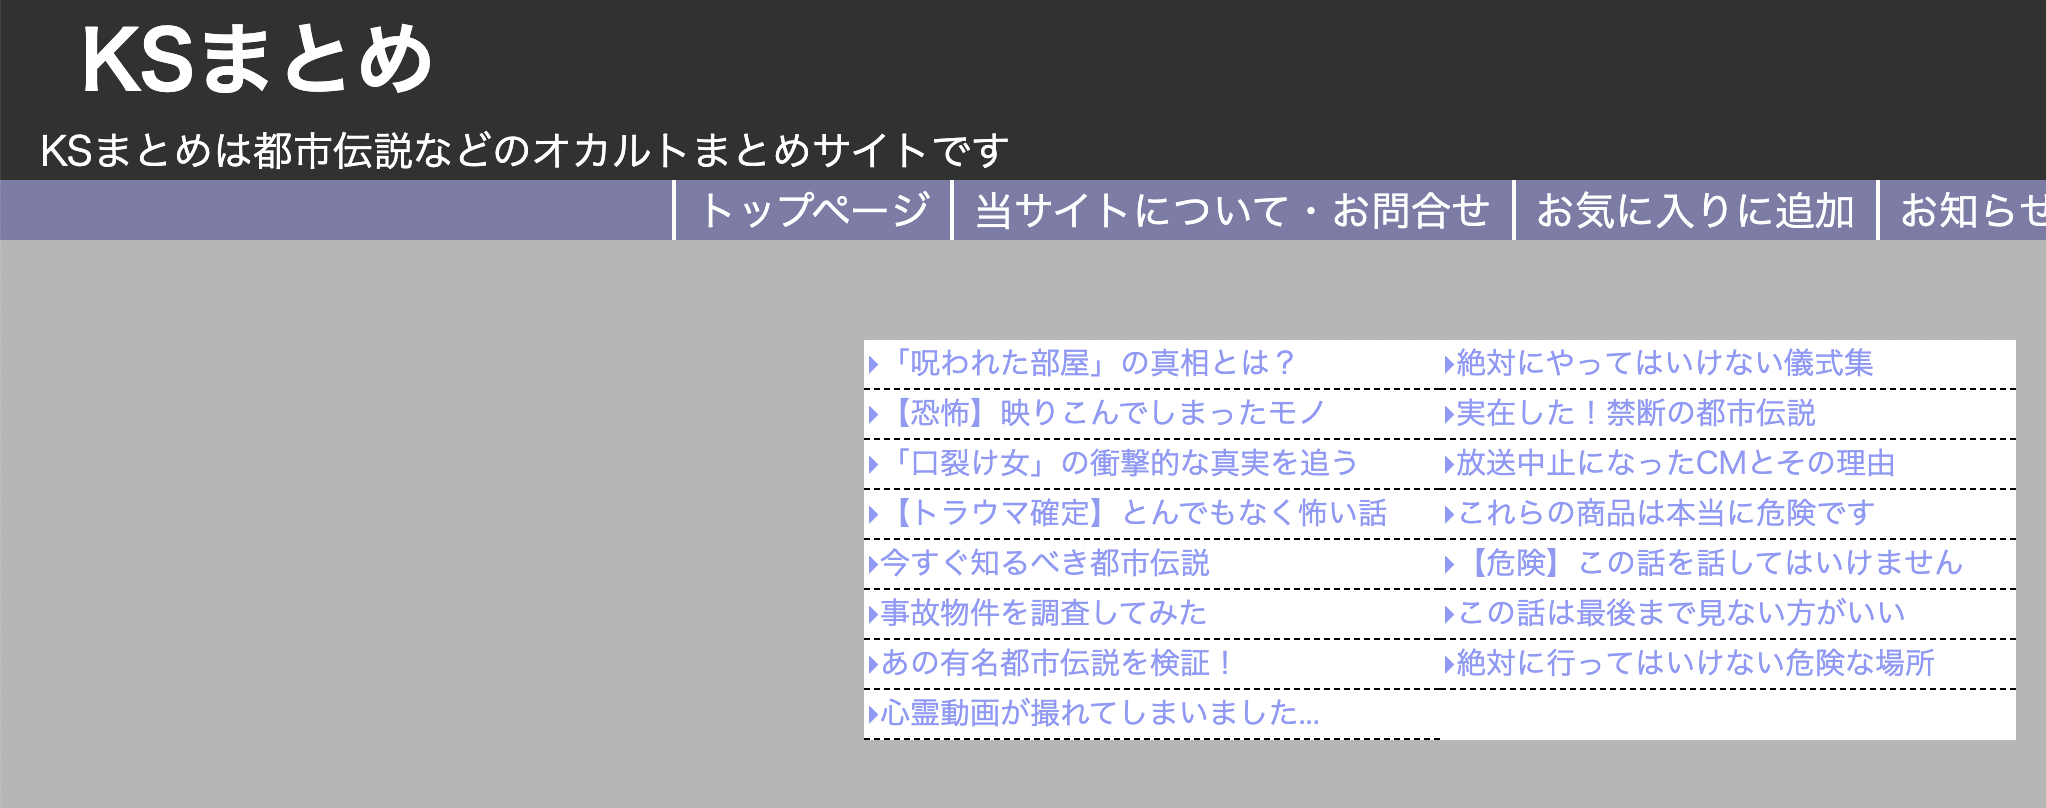 KSまとめ
KSまとめは都市伝説などのオカルトまとめサイトです
トップページ
当サイトについて・お問合せ
お気に入りに追加
お知らせ
「呪われた部屋」の真相とは？
【恐怖】映りこんでしまったモノ
「口裂け女」の衝撃的な真実を追う
【トラウマ確定】とんでもなく怖い話
今すぐ知るべき都市伝説
事故物件を調査してみた
あの有名都市伝説を検証！
心霊動画が撮れてしまいました...
絶対にやってはいけない儀式集
実在した！禁断の都市伝説
放送中止になったCMとその理由
これらの商品は本当に危険です
【危険】この話を話してはいけません
この話は最後まで見ない方がいい
絶対に行ってはいけない危険な場所